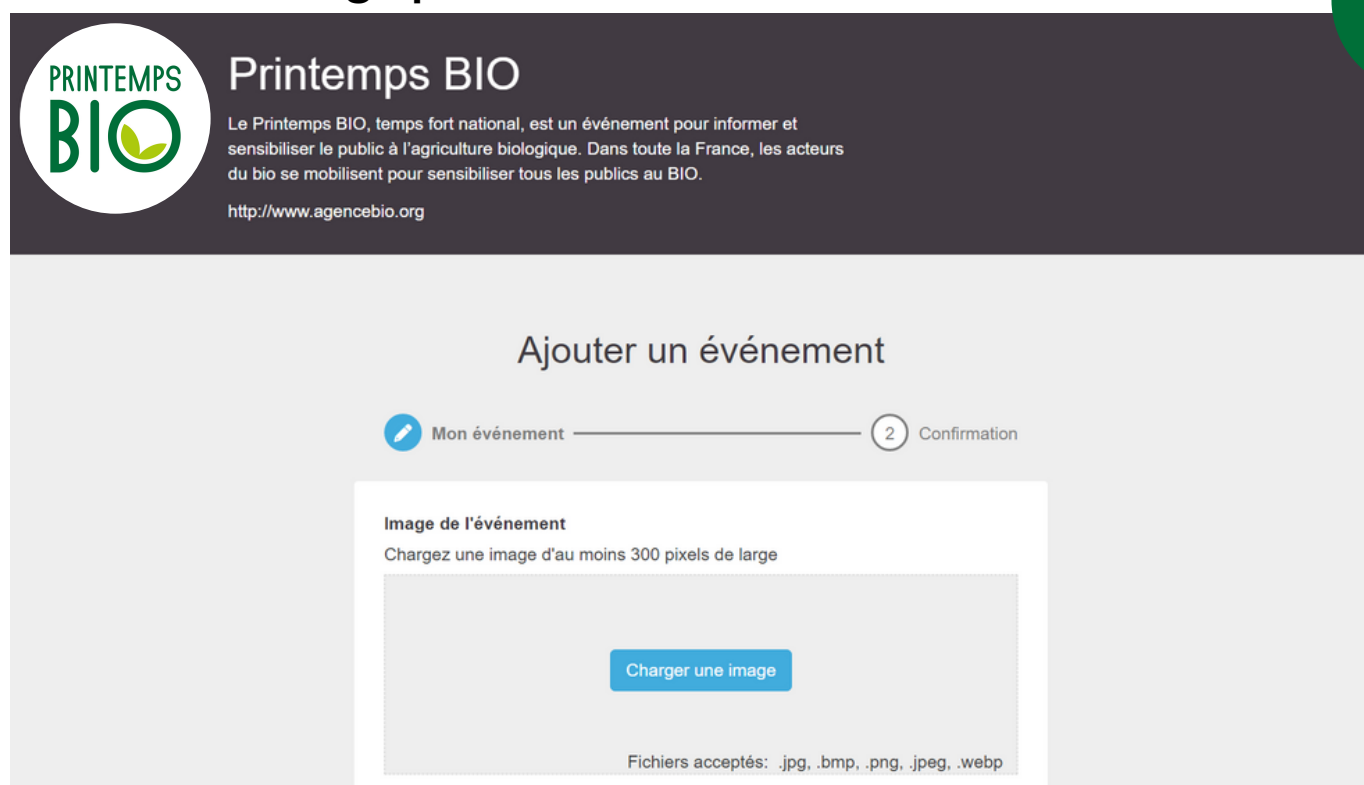 PRINTEMPS
BIO
Printemps BIO
Le Printemps BIO, temps fort national, est un événement pour informer et
sensibiliser le public à l'agriculture biologique. Dans toute la France, les acteurs
du bio se mobilisent pour sensibiliser tous les publics au BIO.
http://www.agencebio.org
Ajouter un événement
Mon événement
2 Confirmation
Image de l'événement
Chargez une image d'au moins 300 pixels de large
Charger une image
Fichiers acceptés: .jpg, .bmp, .png, .jpeg, .webp